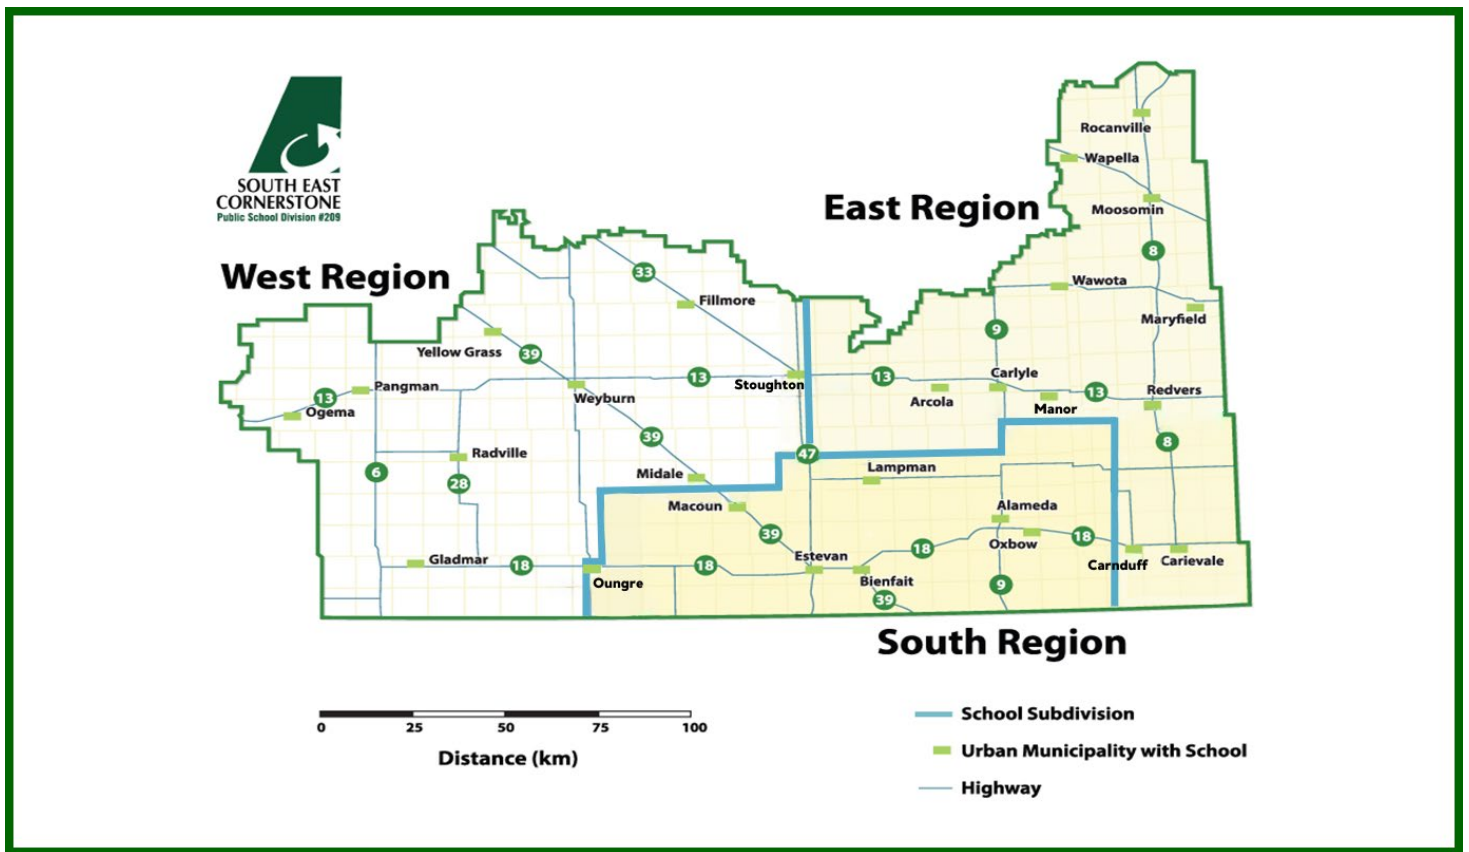 SOUTH EAST
CORNERSTONE
Public School Division #209
West Region
East Region
Rocanville
Wapella
Moosomin
8
Wawota
Maryfield
33
Fillmore
Yellow Grass
39
9
13
Stoughton
13
Carlyle
Pangman
13
Ogema
Weyburn
Arcola
Manor
13
Redvers
39
8
Radville
6
28
Midale
47
Lampman
Macoun
39
Alameda
Oxbow
18
18
Gladmar
18
Oungre
18
Estevan
Bienfait
39
9
Carnduff
Carievale
South Region
0 25 50 75 100
Distance (km)
School Subdivision
Urban Municipality with School
Highway